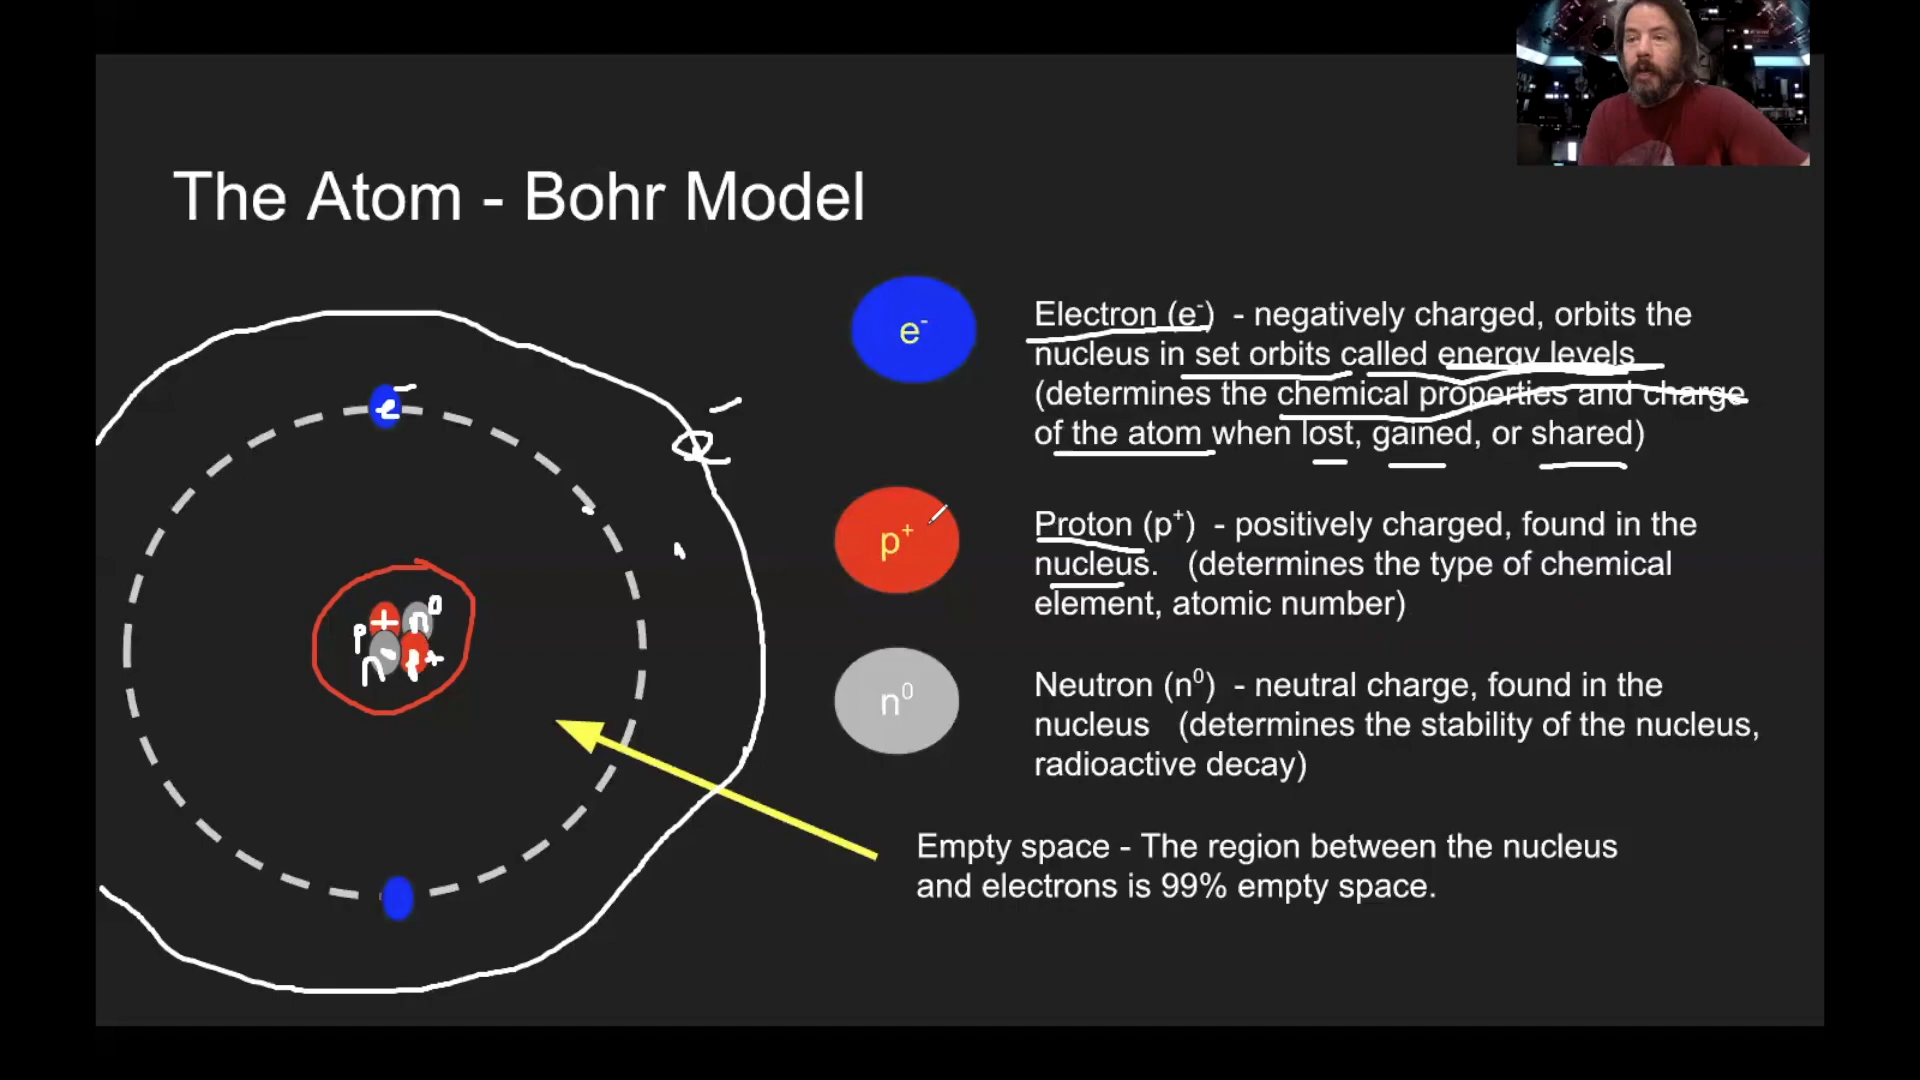 The Atom - Bohr Model
e-
Electron (e-) - negatively charged, orbits the
nucleus in set orbits called energy levels
(determines the chemical properties and charge
of the atom when lost, gained, or shared)
p+
Proton (p+) - positively charged, found in the
nucleus. (determines the type of chemical
element, atomic number)
n0
Neutron (n0) - neutral charge, found in the
nucleus (determines the stability of the nucleus,
radioactive decay)
Empty space - The region between the nucleus
and electrons is 99% empty space.
e-
p + n0
n p+